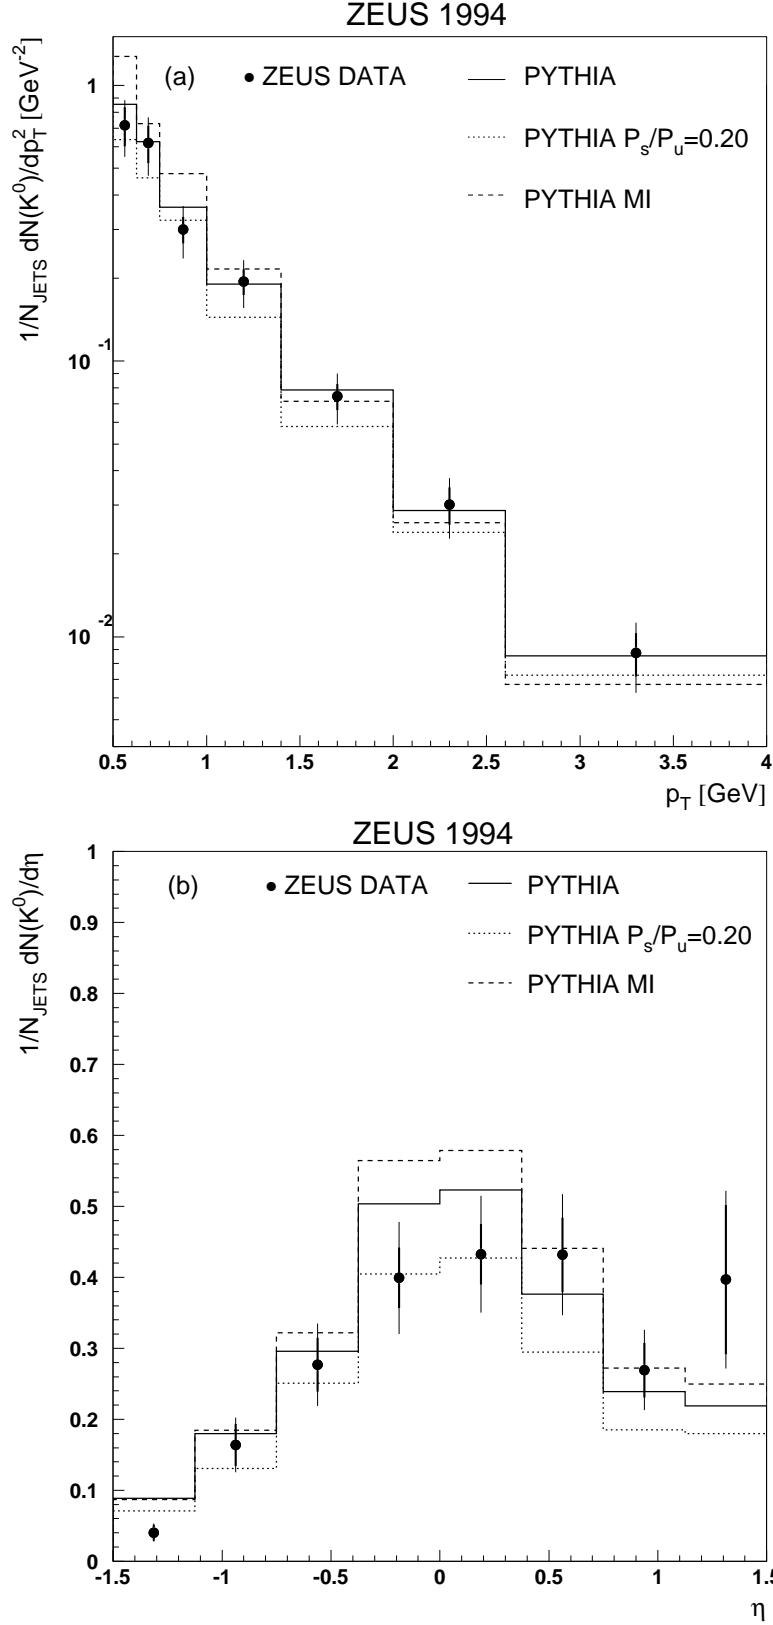 ZEUS 1994
(a) ZEUS DATA PYTHIA
PYTHIA P_s/P_u=0.20
PYTHIA MI
1/N_JETS dN(K^0)/dp_T^2 [GeV^-2]
1
10^-1
10^-2
0.5 1 1.5 2 2.5 3 3.5 4
p_T [GeV]
ZEUS 1994
(b) ZEUS DATA PYTHIA
PYTHIA P_s/P_u=0.20
PYTHIA MI
1/N_JETS dN(K^0)/dη
1
0.9
0.8
0.7
0.6
0.5
0.4
0.3
0.2
0.1
0
-1.5 -1 -0.5 0 0.5 1 1.5
η